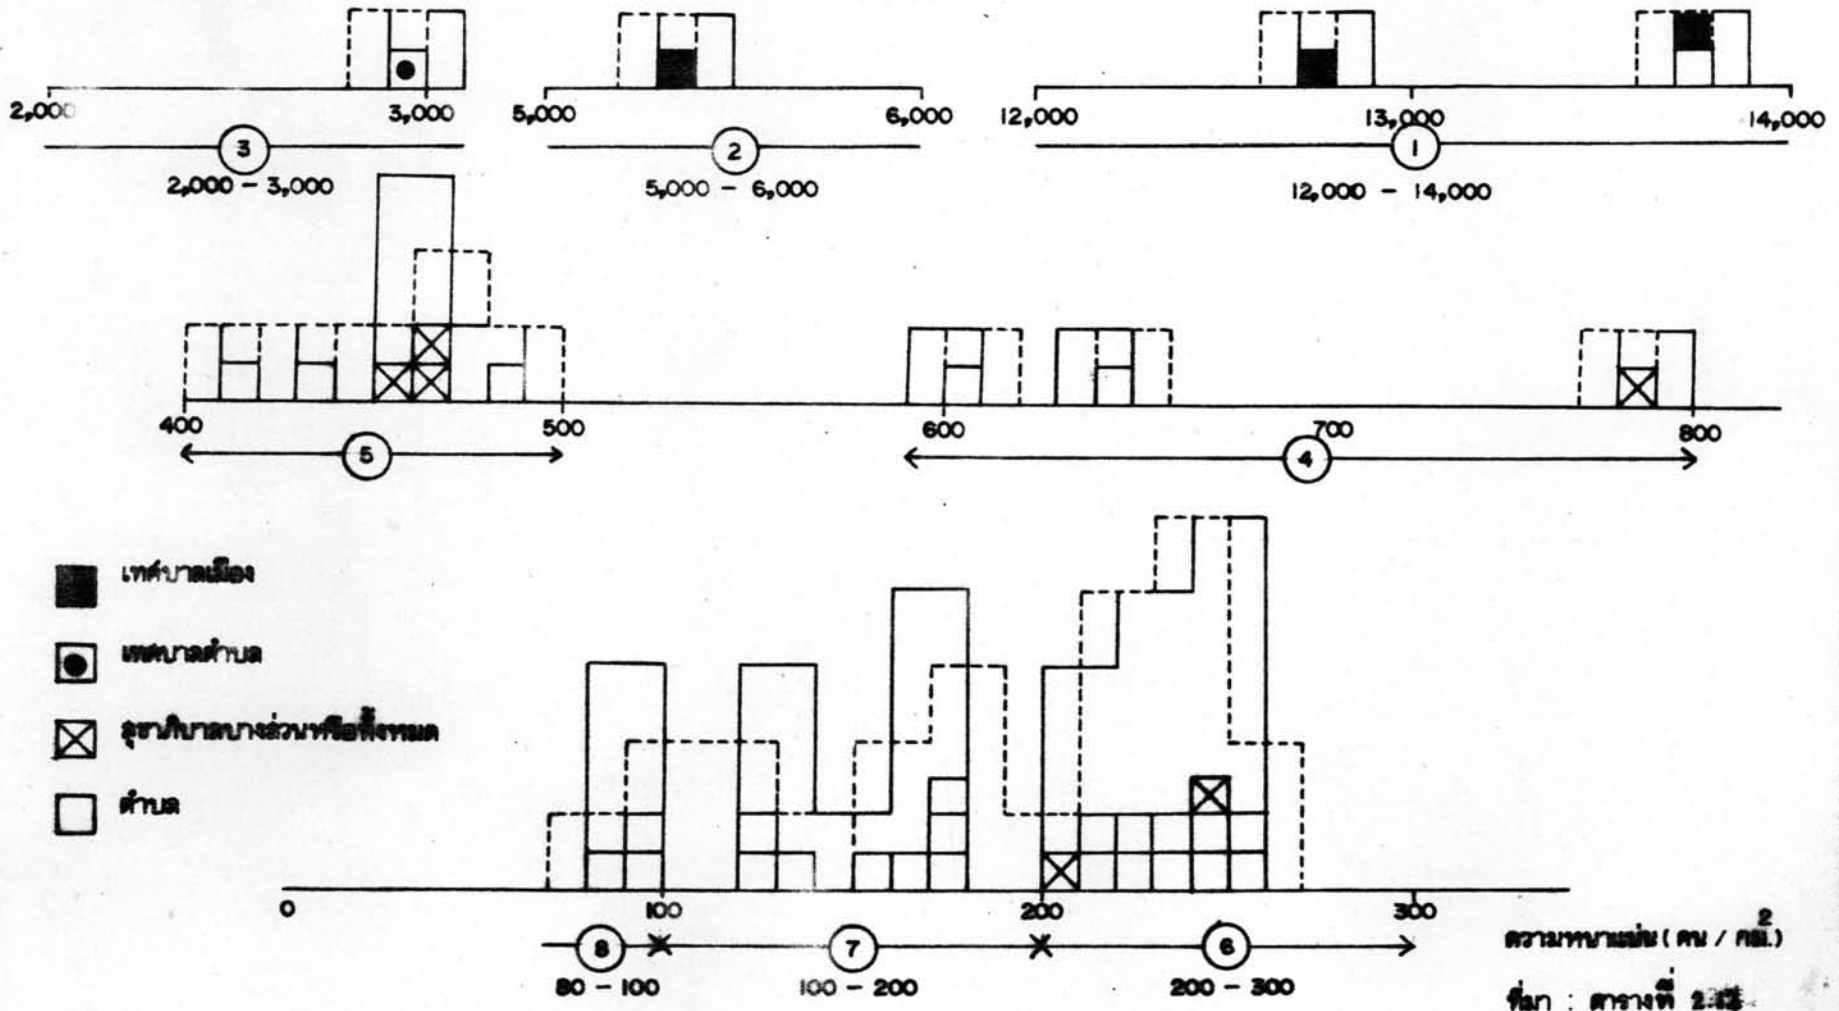 2,000 3,000 5,000 6,000 12,000 13,000 14,000
3 2 1
2,000 - 3,000 5,000 - 6,000 12,000 - 14,000
400 500 600 700 800
5 4
เทศบาลเมือง
เทศบาลตำบล
สุขาภิบาลบางส่วนหรือทั้งหมด
ตำบล
0 100 200 300
8 7 6
80 - 100 100 - 200 200 - 300
ความหนาแน่น ( คน / กม.2 )
ที่มา : ตารางที่